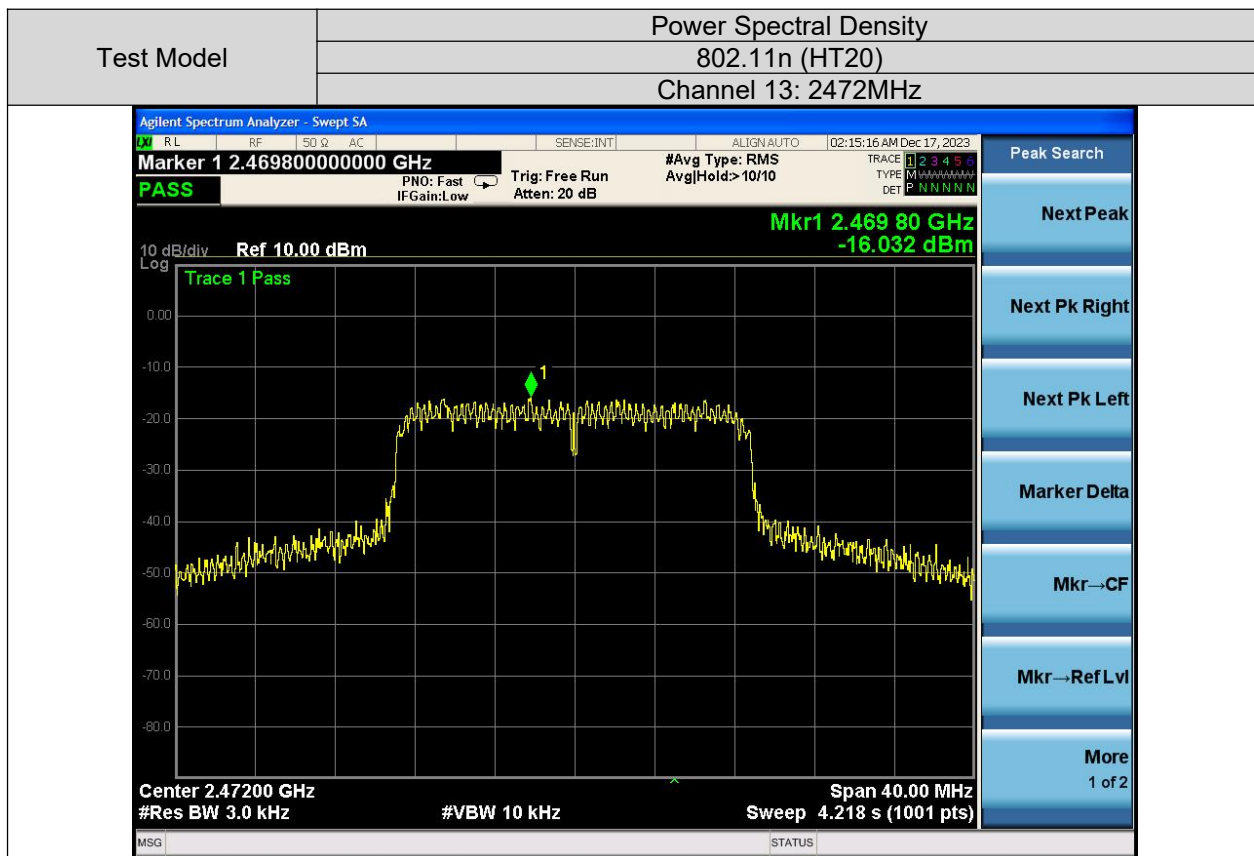 Test Model
Power Spectral Density
802.11n (HT20)
Channel 13: 2472MHz
Agilent Spectrum Analyzer - Swept SA
LXI RL RF 50 Ω AC SENSE:INT ALIGN AUTO 02:15:16 AM Dec 17, 2023
Marker 1 2.469800000000 GHz
PASS
PNO: Fast
IFGain:Low
Trig: Free Run
Atten: 20 dB
#Avg Type: RMS
Avg|Hold:>10/10
TRACE 1 2 3 4 5 6
TYPE M
DET P N N N N N
Mkr1 2.469 80 GHz
-16.032 dBm
10 dB/div Ref 10.00 dBm
Log
Trace 1 Pass
1
0.00
-10.0
-20.0
-30.0
-40.0
-50.0
-60.0
-70.0
-80.0
Center 2.47200 GHz Span 40.00 MHz
#Res BW 3.0 kHz #VBW 10 kHz Sweep 4.218 s (1001 pts)
MSG STATUS
Peak Search
Next Peak
Next Pk Right
Next Pk Left
Marker Delta
Mkr→CF
Mkr→Ref Lvl
More
1 of 2